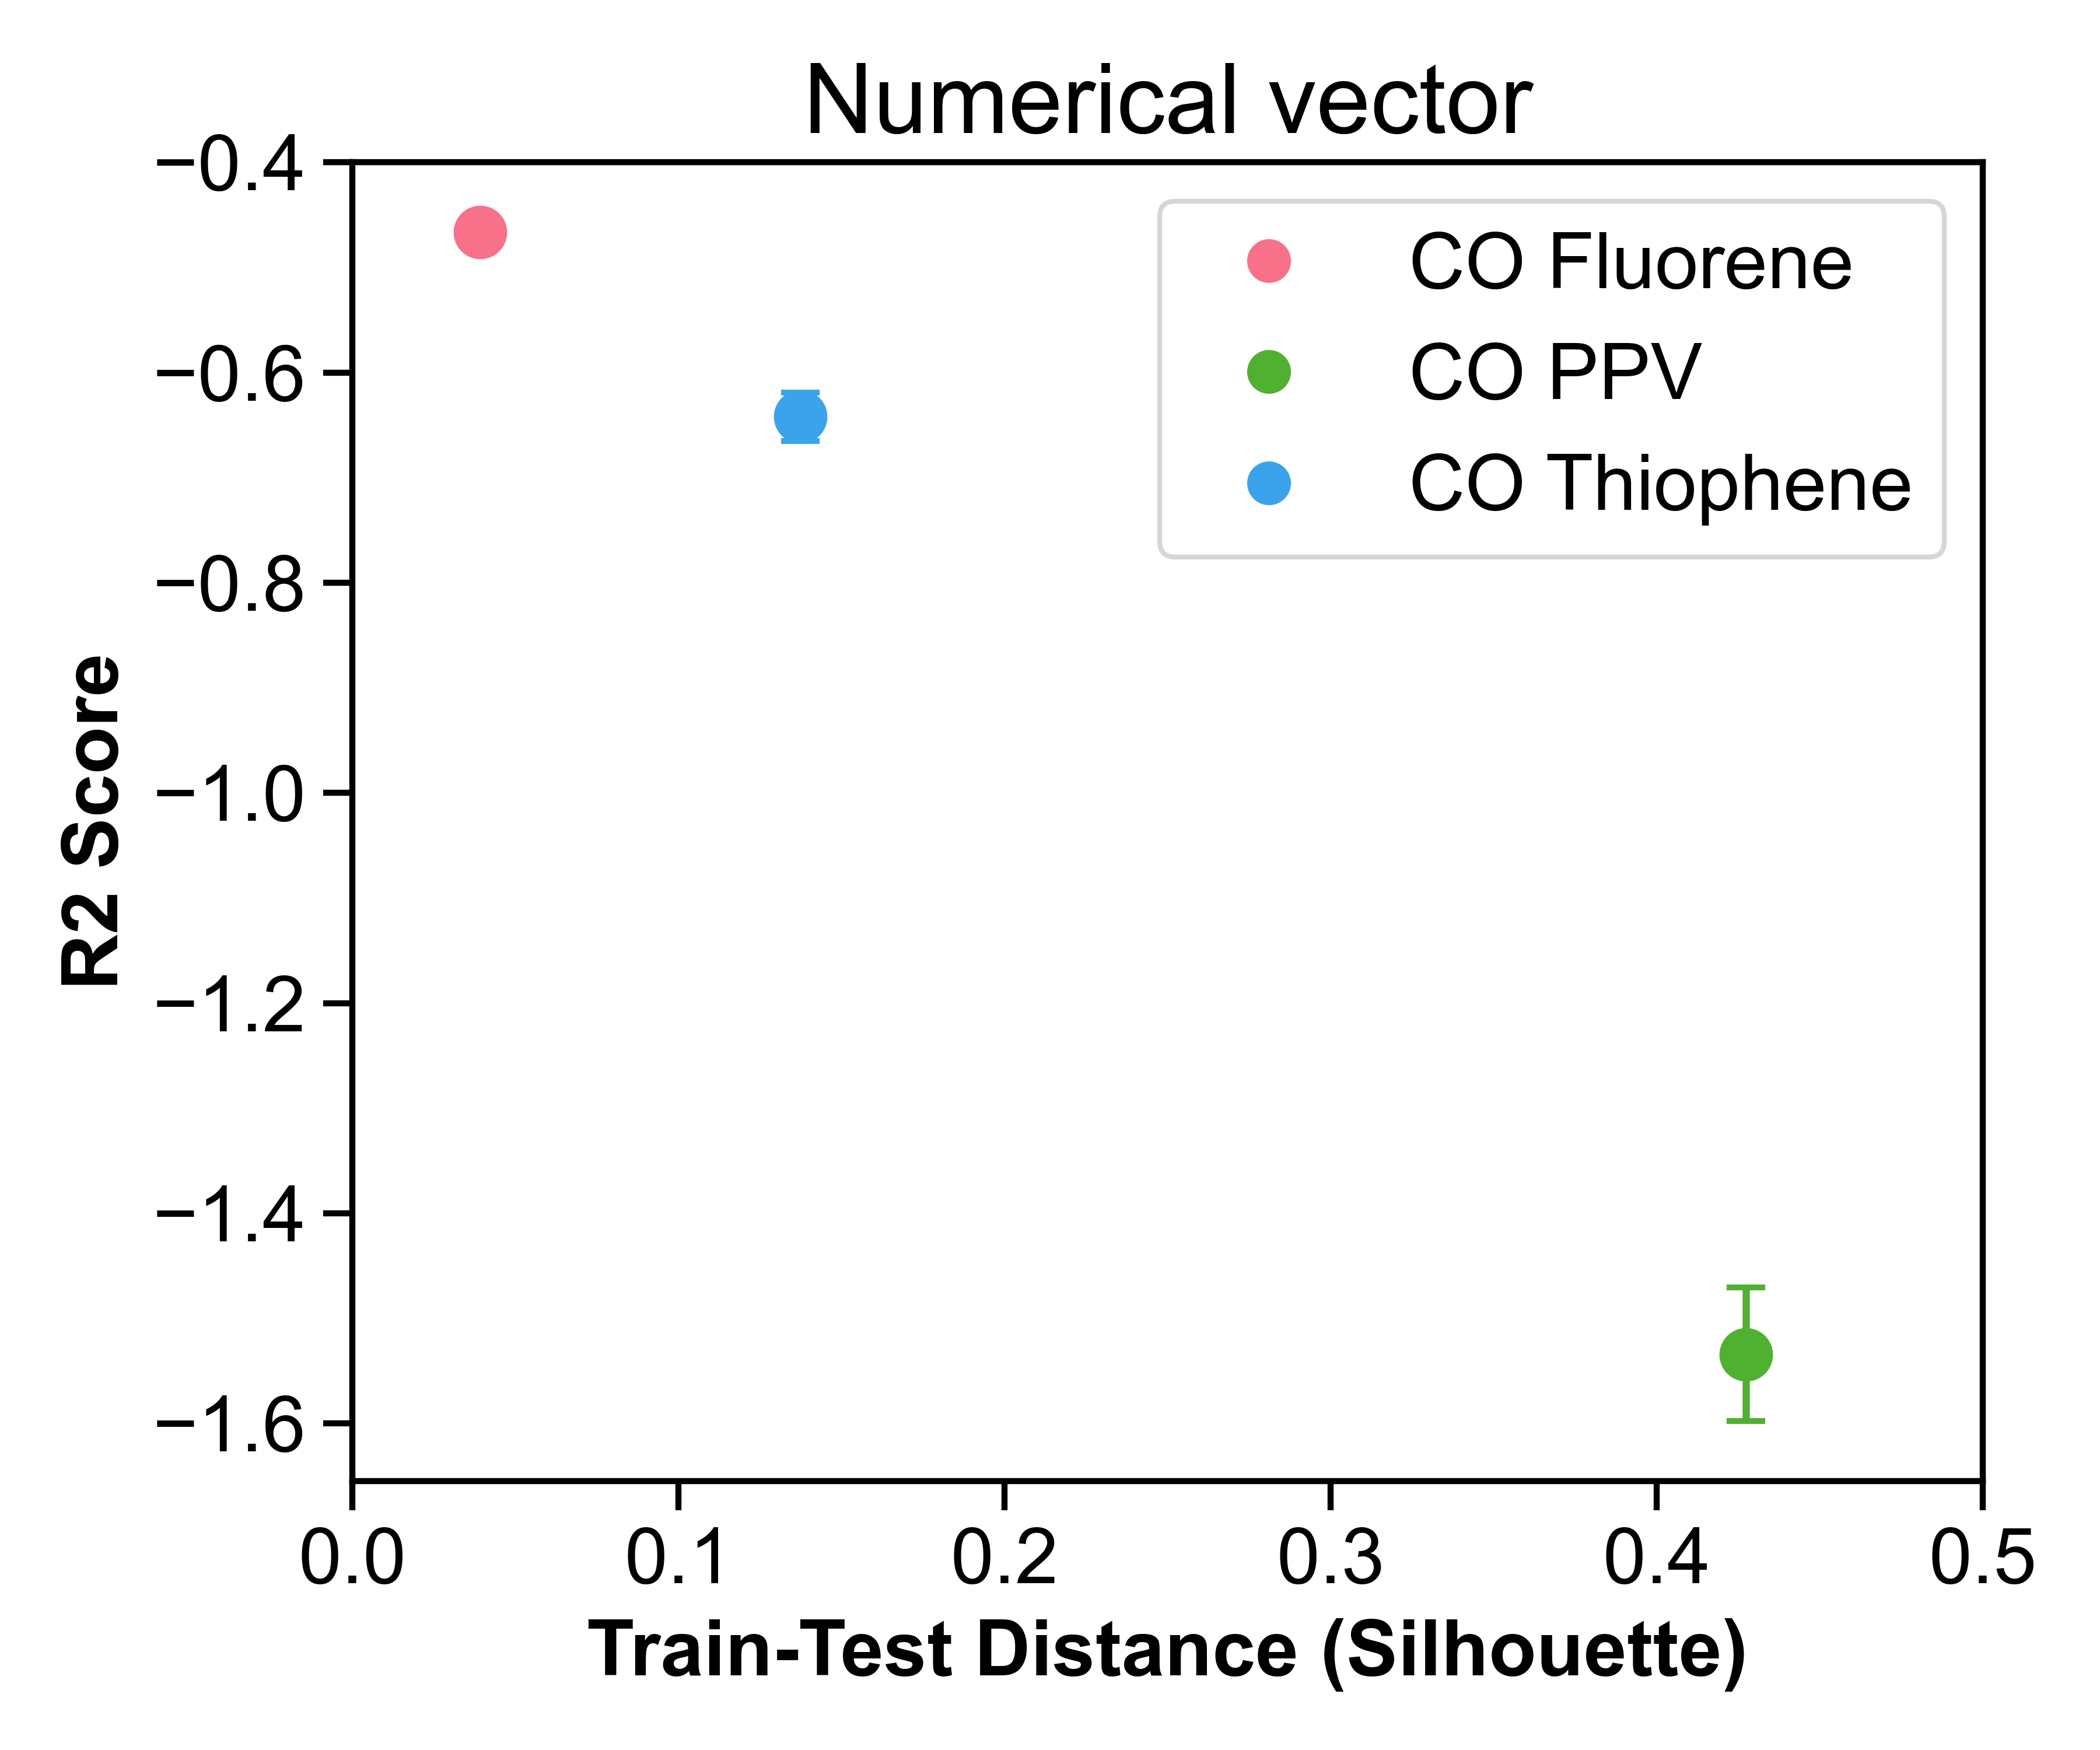 Numerical vector
−0.4
−0.6
−0.8
−1.0
−1.2
−1.4
−1.6
R2 Score
CO Fluorene
CO PPV
CO Thiophene
0.0 0.1 0.2 0.3 0.4 0.5
Train-Test Distance (Silhouette)